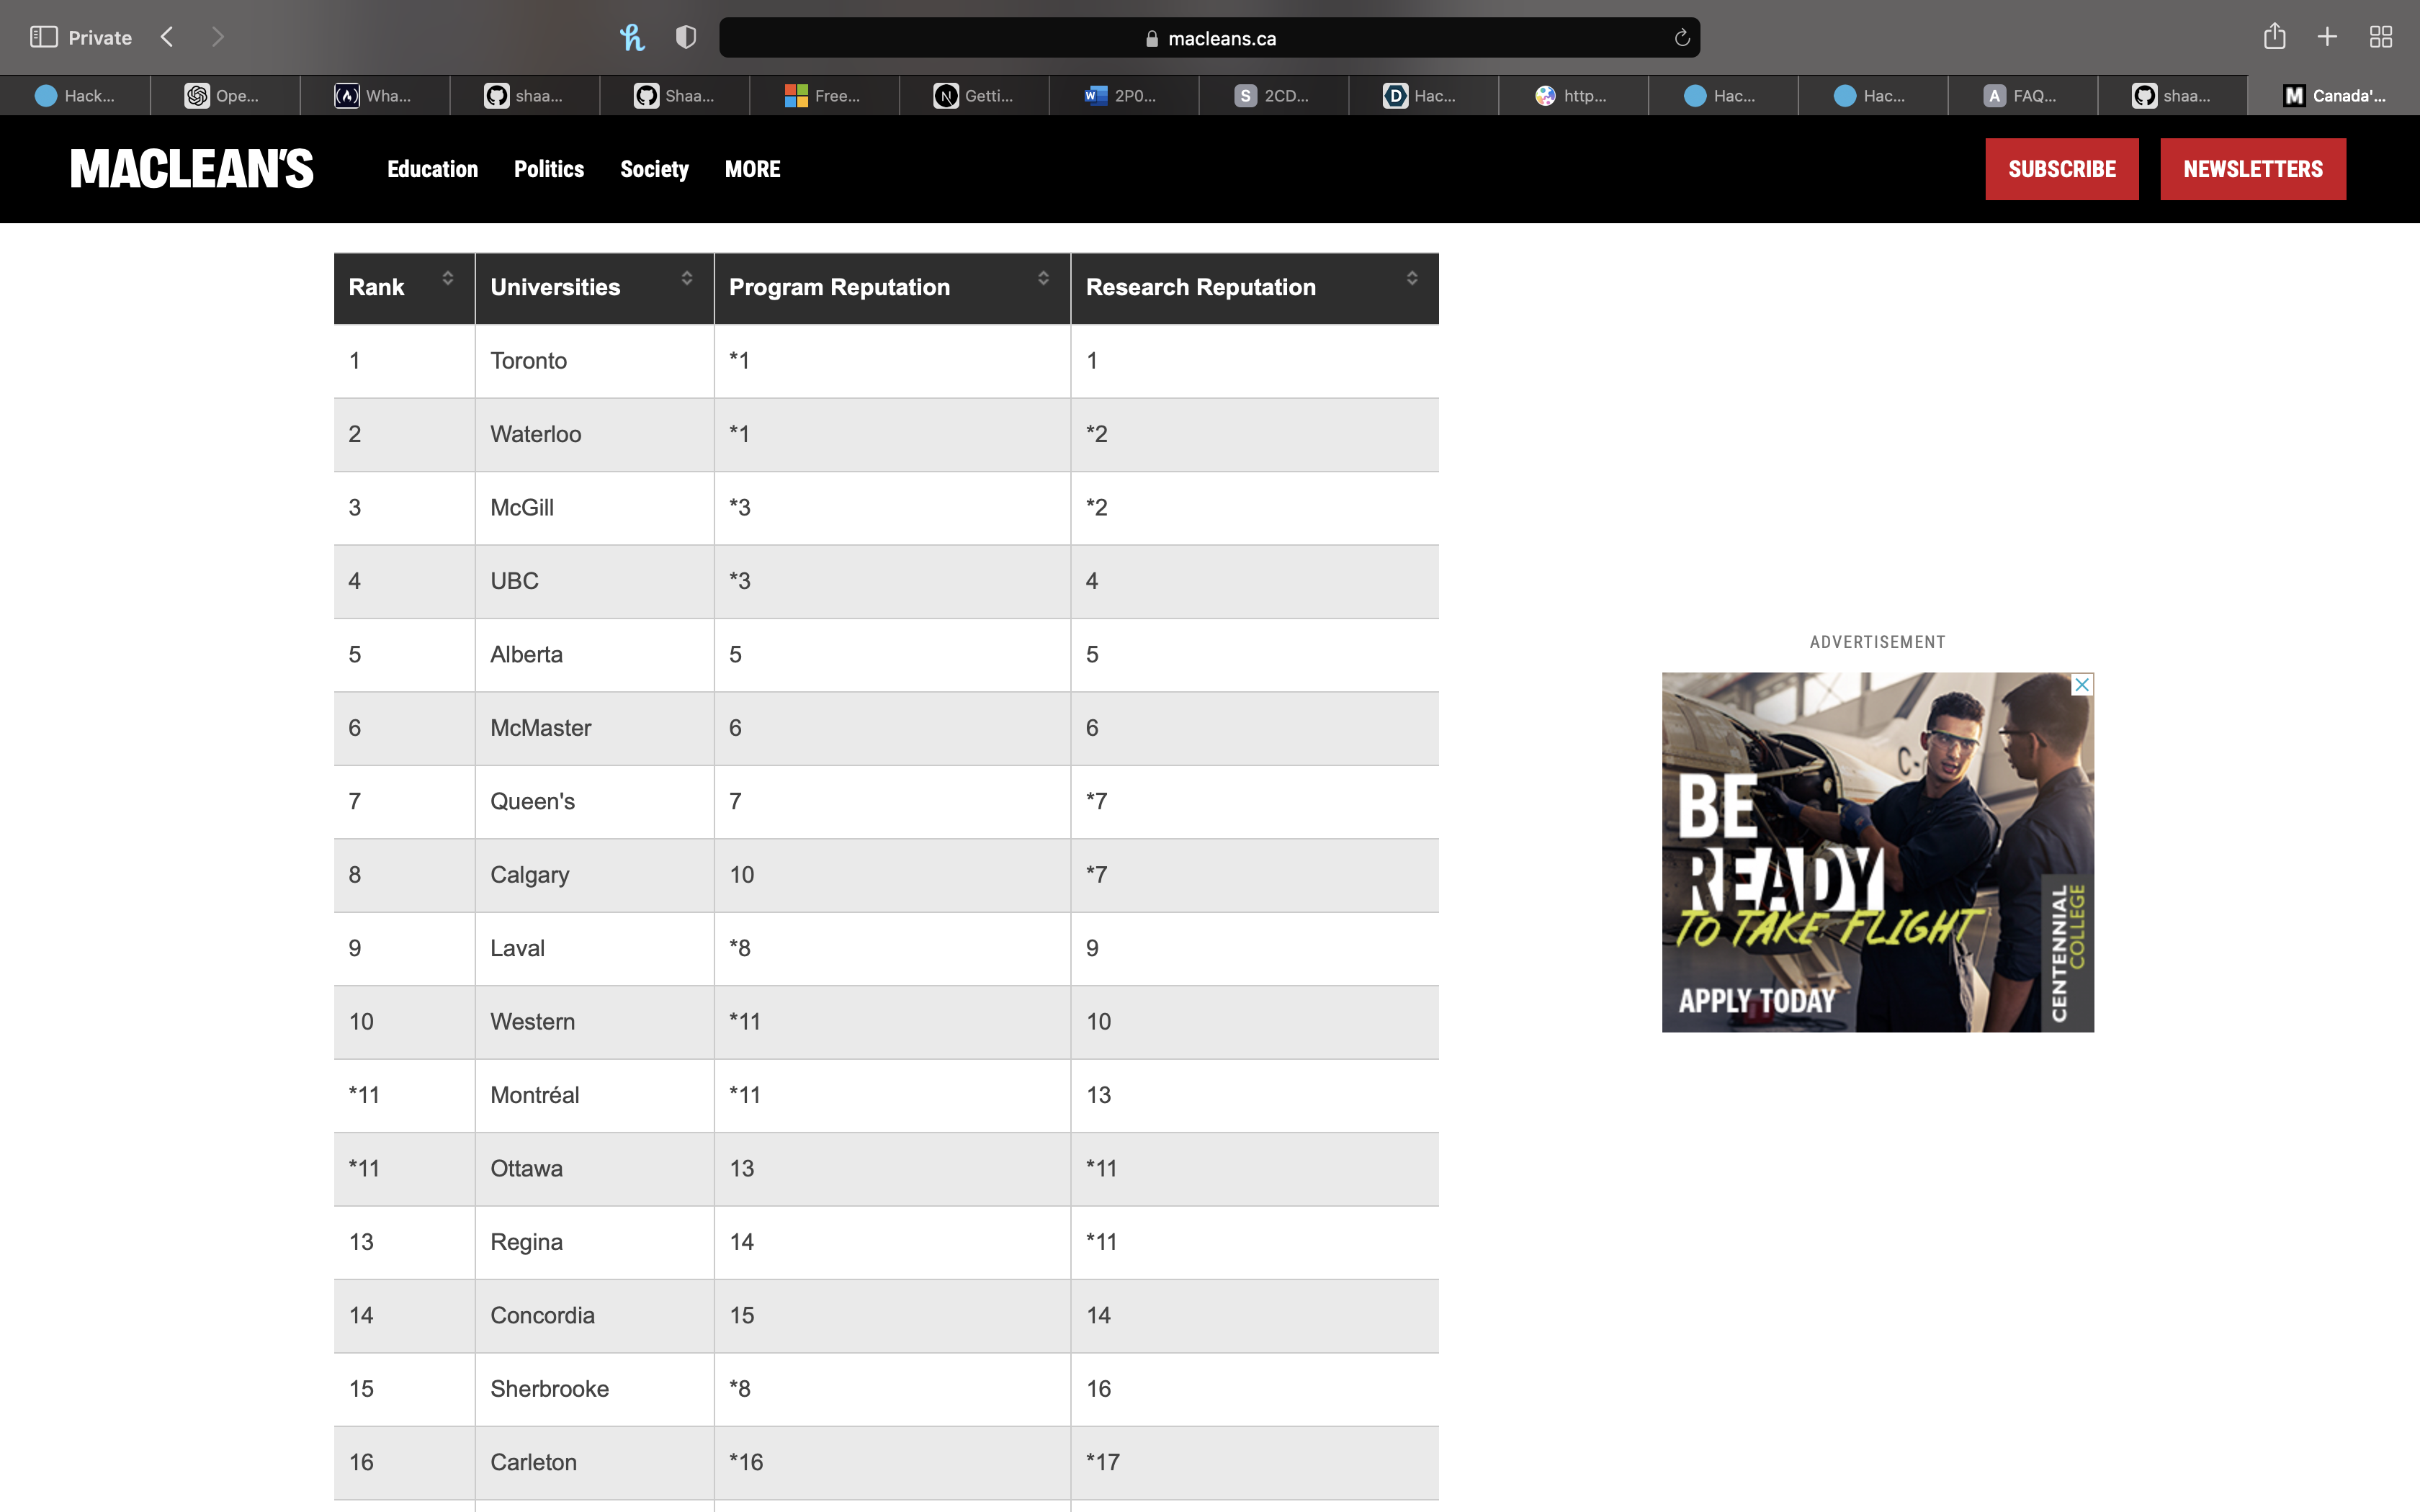 Private
macleans.ca
Hack... Ope... Wha... shaa... Shaa... Free... Getti... 2P0... 2CD... Hac... http... Hac... Hac... FAQ... shaa... Canada'...
MACLEAN'S Education Politics Society MORE SUBSCRIBE NEWSLETTERS
Rank Universities Program Reputation Research Reputation
1 Toronto *1 1
2 Waterloo *1 *2
3 McGill *3 *2
4 UBC *3 4
5 Alberta 5 5
6 McMaster 6 6
7 Queen's 7 *7
8 Calgary 10 *7
9 Laval *8 9
10 Western *11 10
*11 Montréal *11 13
*11 Ottawa 13 *11
13 Regina 14 *11
14 Concordia 15 14
15 Sherbrooke *8 16
16 Carleton *16 *17
ADVERTISEMENT
C-
BE
READY
TO TAKE FLIGHT
APPLY TODAY
CENTENNIAL
COLLEGE